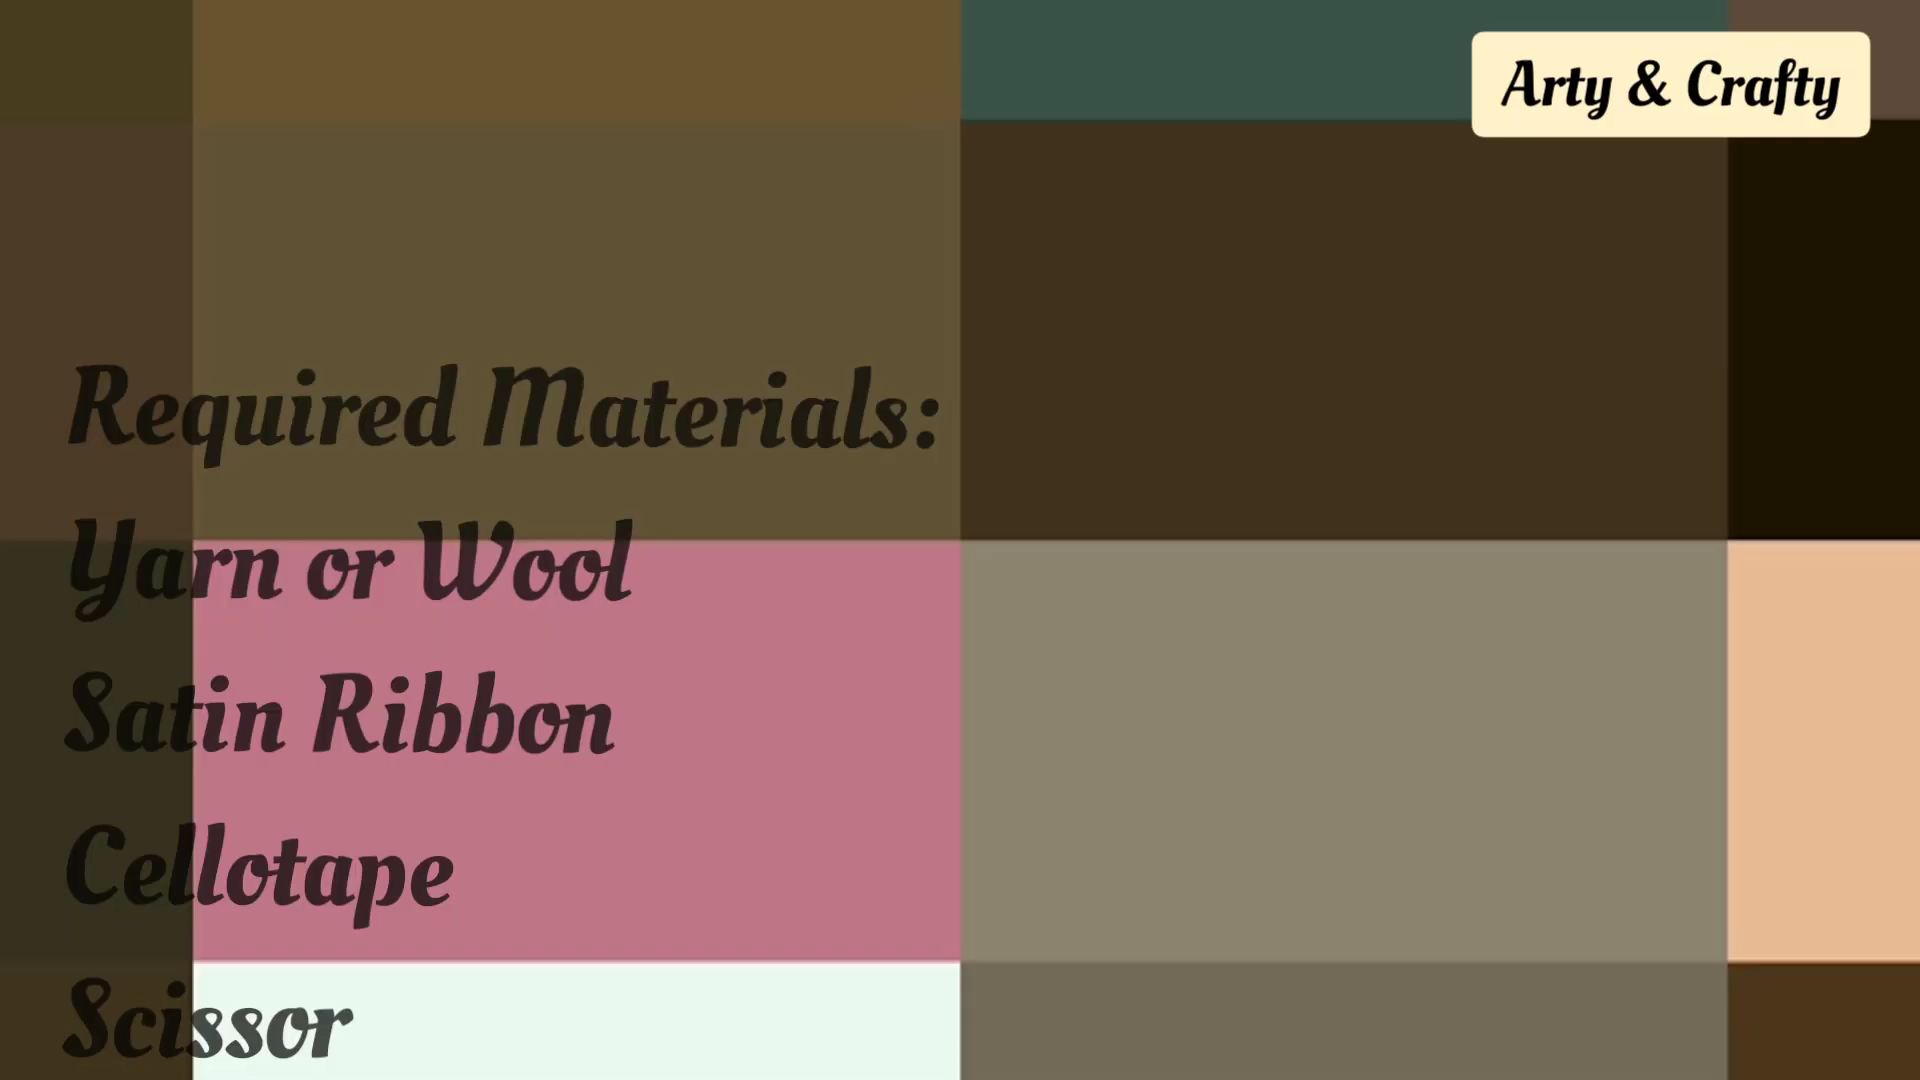 Arty & Crafty
Required Materials:
Yarn or Wool
Satin Ribbon
Cellotape
Scissor